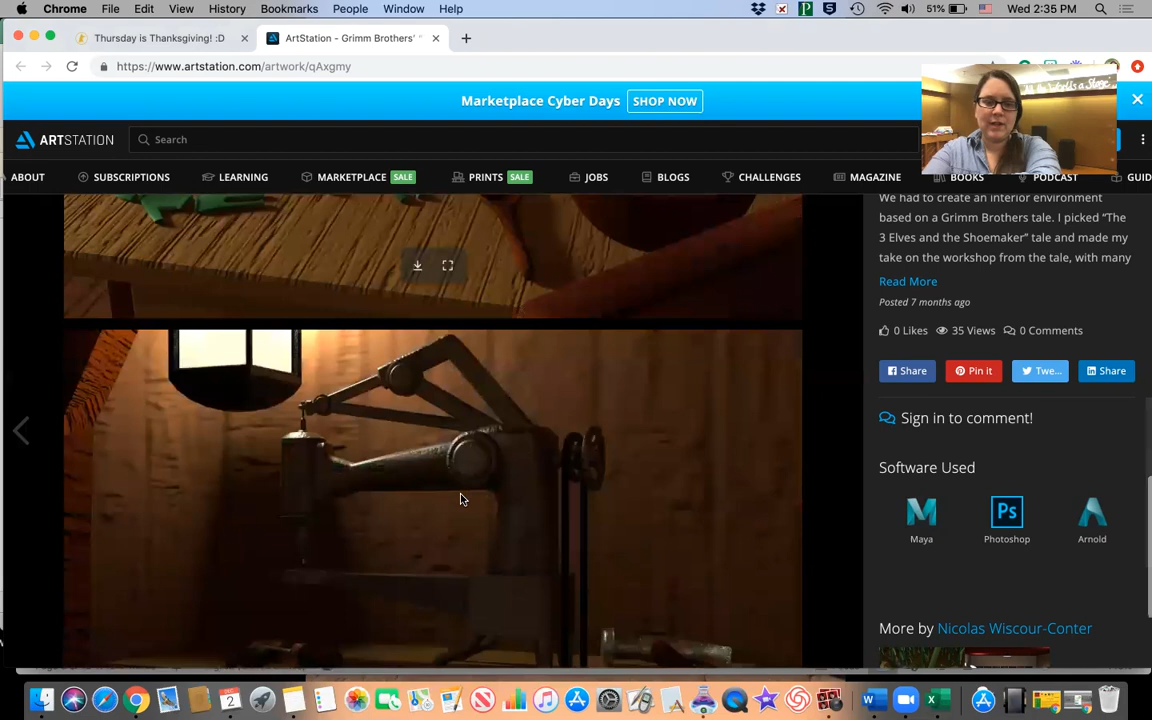 Chrome File Edit View History Bookmarks People Window Help 51% Wed 2:35 PM
Thursday is Thanksgiving! :D
ArtStation - Grimm Brothers' "
https://www.artstation.com/artwork/qAxgmy
Marketplace Cyber Days SHOP NOW
ARTSTATION Search
ABOUT SUBSCRIPTIONS LEARNING MARKETPLACE SALE PRINTS SALE JOBS BLOGS CHALLENGES MAGAZINE BOOKS PODCAST GUID
We had to create an interior environment
based on a Grimm Brothers tale. I picked "The
3 Elves and the Shoemaker" tale and made my
take on the workshop from the tale, with many
Read More
Posted 7 months ago
0 Likes 35 Views 0 Comments
Share Pin it Twe... Share
Sign in to comment!
Software Used
Ps
Maya Photoshop Arnold
More by Nicolas Wiscour-Conter